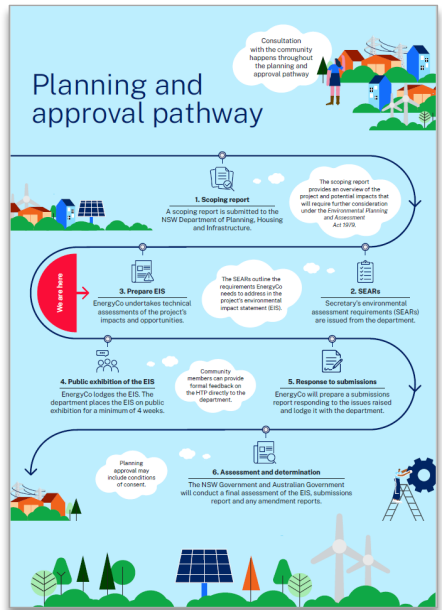 Consultation
with the community
happens throughout
the planning and
approval pathway
Planning and
approval pathway
1. Scoping report
A scoping report is submitted to the
NSW Department of Planning, Housing
and Infrastructure.
The scoping report
provides an overview of the
project and potential impacts that
will require further consideration
under the Environmental Planning
and Assessment
Act 1979.
2. SEARs
Secretary's environmental
assessment requirements (SEARs)
are issued from the department.
The SEARs outline the
requirements EnergyCo
needs to address in the
project's environmental
impact statement (EIS).
3. Prepare EIS
EnergyCo undertakes technical
assessments of the project's
impacts and opportunities.
We are here
4. Public exhibition of the EIS
EnergyCo lodges the EIS. The
department places the EIS on public
exhibition for a minimum of 4 weeks.
Community
members can provide
formal feedback on
the HTP directly to the
department.
5. Response to submissions
EnergyCo will prepare a submissions
report responding to the issues raised
and lodge it with the department.
6. Assessment and determination
The NSW Government and Australian Government
will conduct a final assessment of the EIS, submissions
report and any amendment reports.
Planning
approval may
include conditions
of consent.